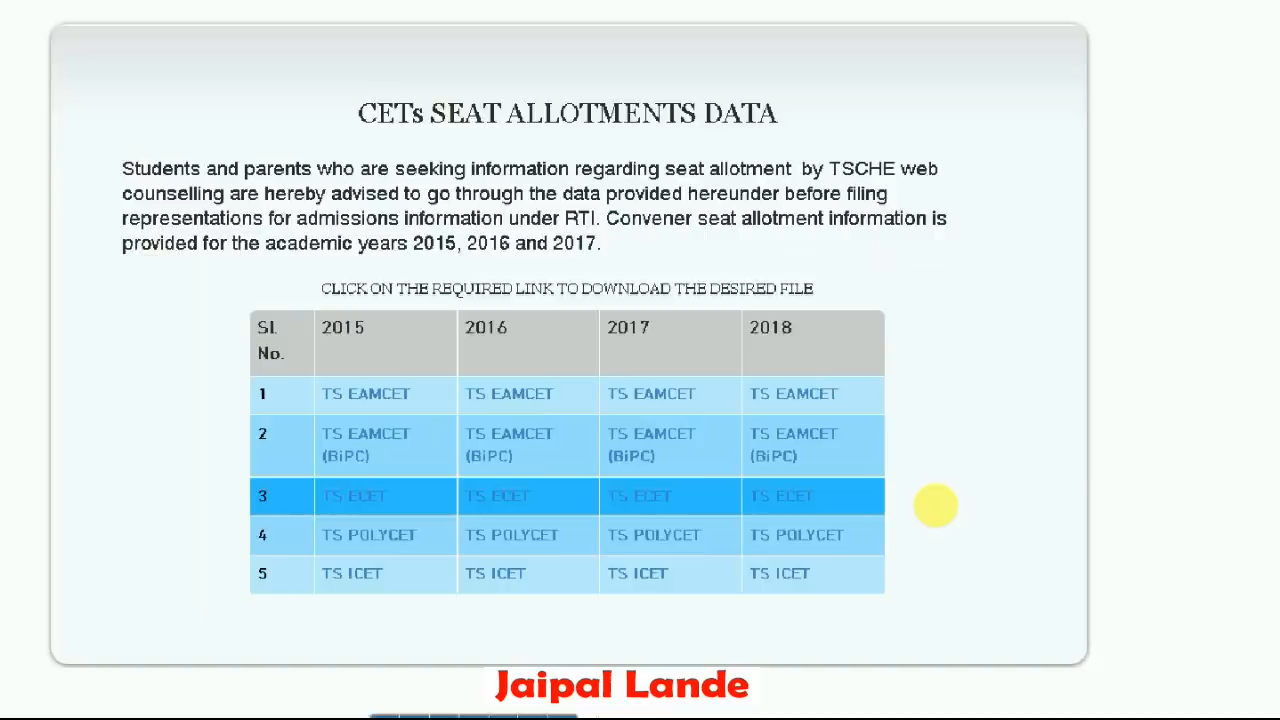 CETs SEAT ALLOTMENTS DATA
Students and parents who are seeking information regarding seat allotment by TSCHE web
counselling are hereby advised to go through the data provided hereunder before filing
representations for admissions information under RTI. Convener seat allotment information is
provided for the academic years 2015, 2016 and 2017.
CLICK ON THE REQUIRED LINK TO DOWNLOAD THE DESIRED FILE
SL No. 2015 2016 2017 2018
1 TS EAMCET TS EAMCET TS EAMCET TS EAMCET
2 TS EAMCET (BiPC) TS EAMCET (BiPC) TS EAMCET (BiPC) TS EAMCET (BiPC)
3 TS ECET TS ECET TS ECET TS ECET
4 TS POLYCET TS POLYCET TS POLYCET TS POLYCET
5 TS ICET TS ICET TS ICET TS ICET
Jaipal Lande